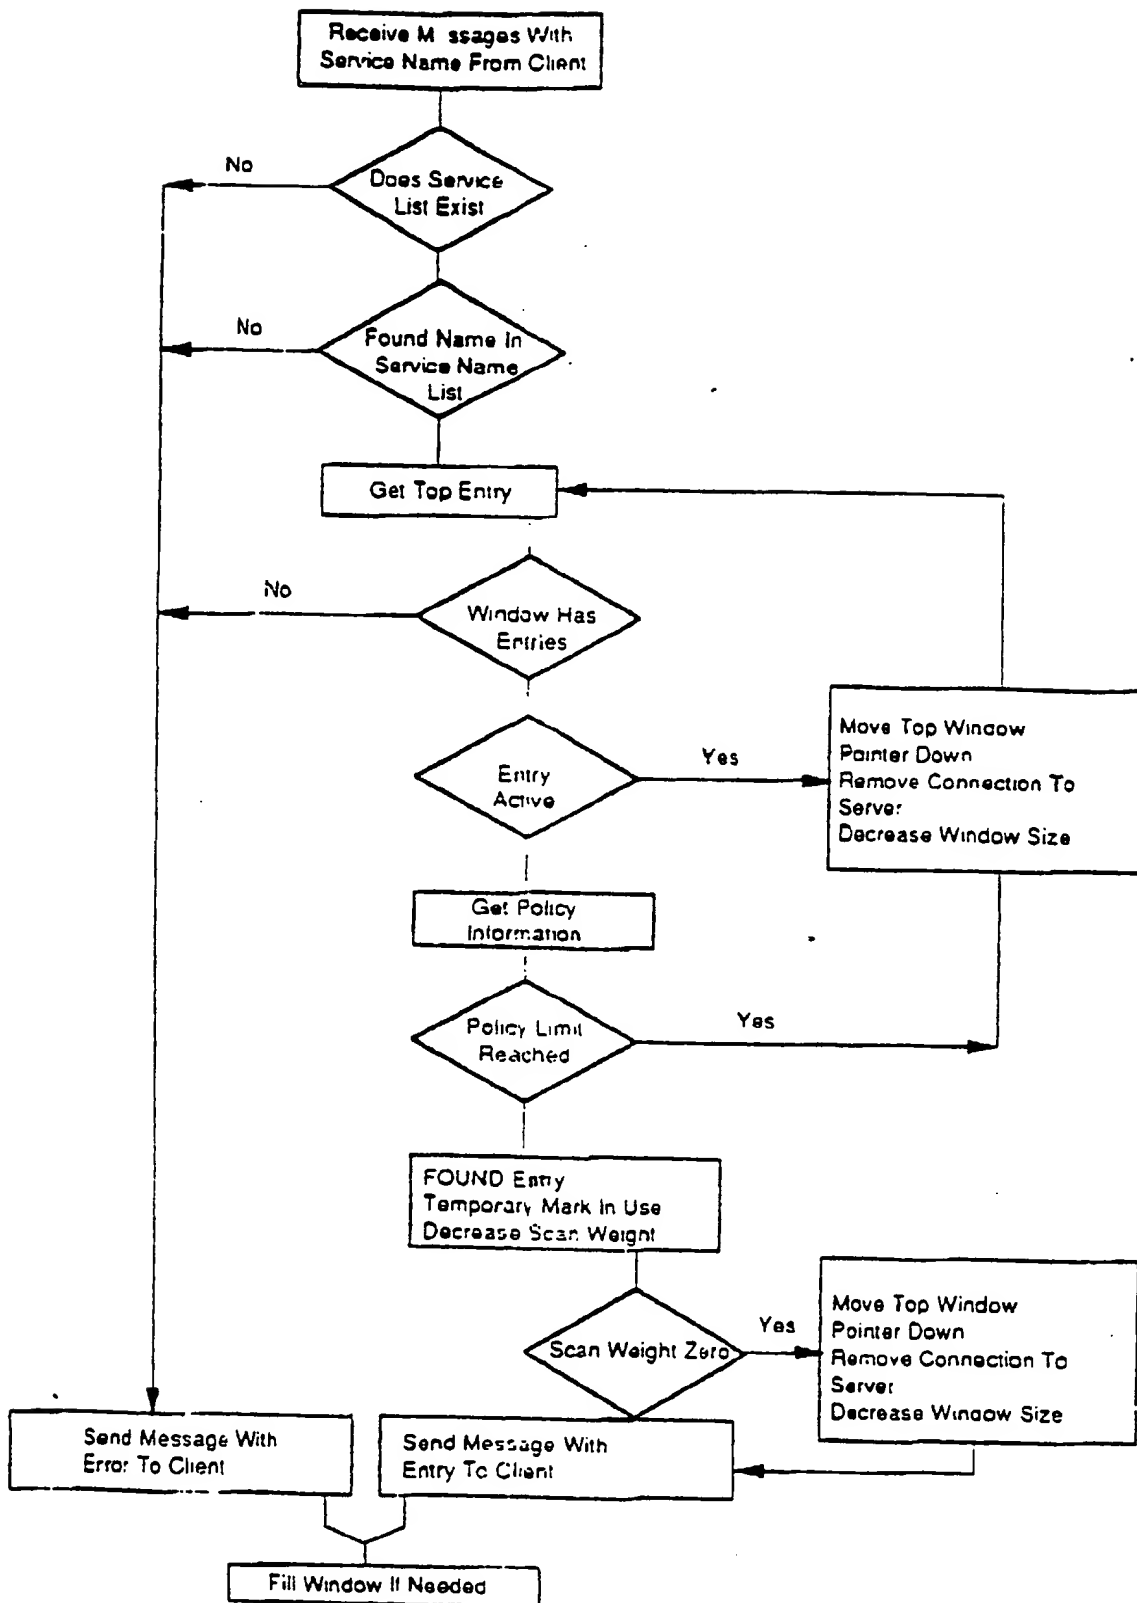 Receive M ssages With
Service Name From Client
No
Does Service
List Exist
No
Found Name In
Service Name
List
Get Top Entry
No
Window Has
Entries
Move Top Window
Pointer Down
Remove Connection To
Server
Decrease Window Size
Yes
Entry
Active
Get Policy
Information
Policy Limit
Reached
Yes
FOUND Entry
Temporary Mark In Use
Decrease Scan Weight
Scan Weight Zero
Yes
Move Top Window
Pointer Down
Remove Connection To
Server
Decrease Window Size
Send Message With
Error To Client
Send Message With
Entry To Client
Fill Window If Needed